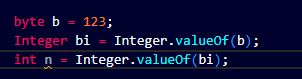 byte b = 123;
Integer bi = Integer.valueOf(b);
int n = Integer.valueOf(bi);